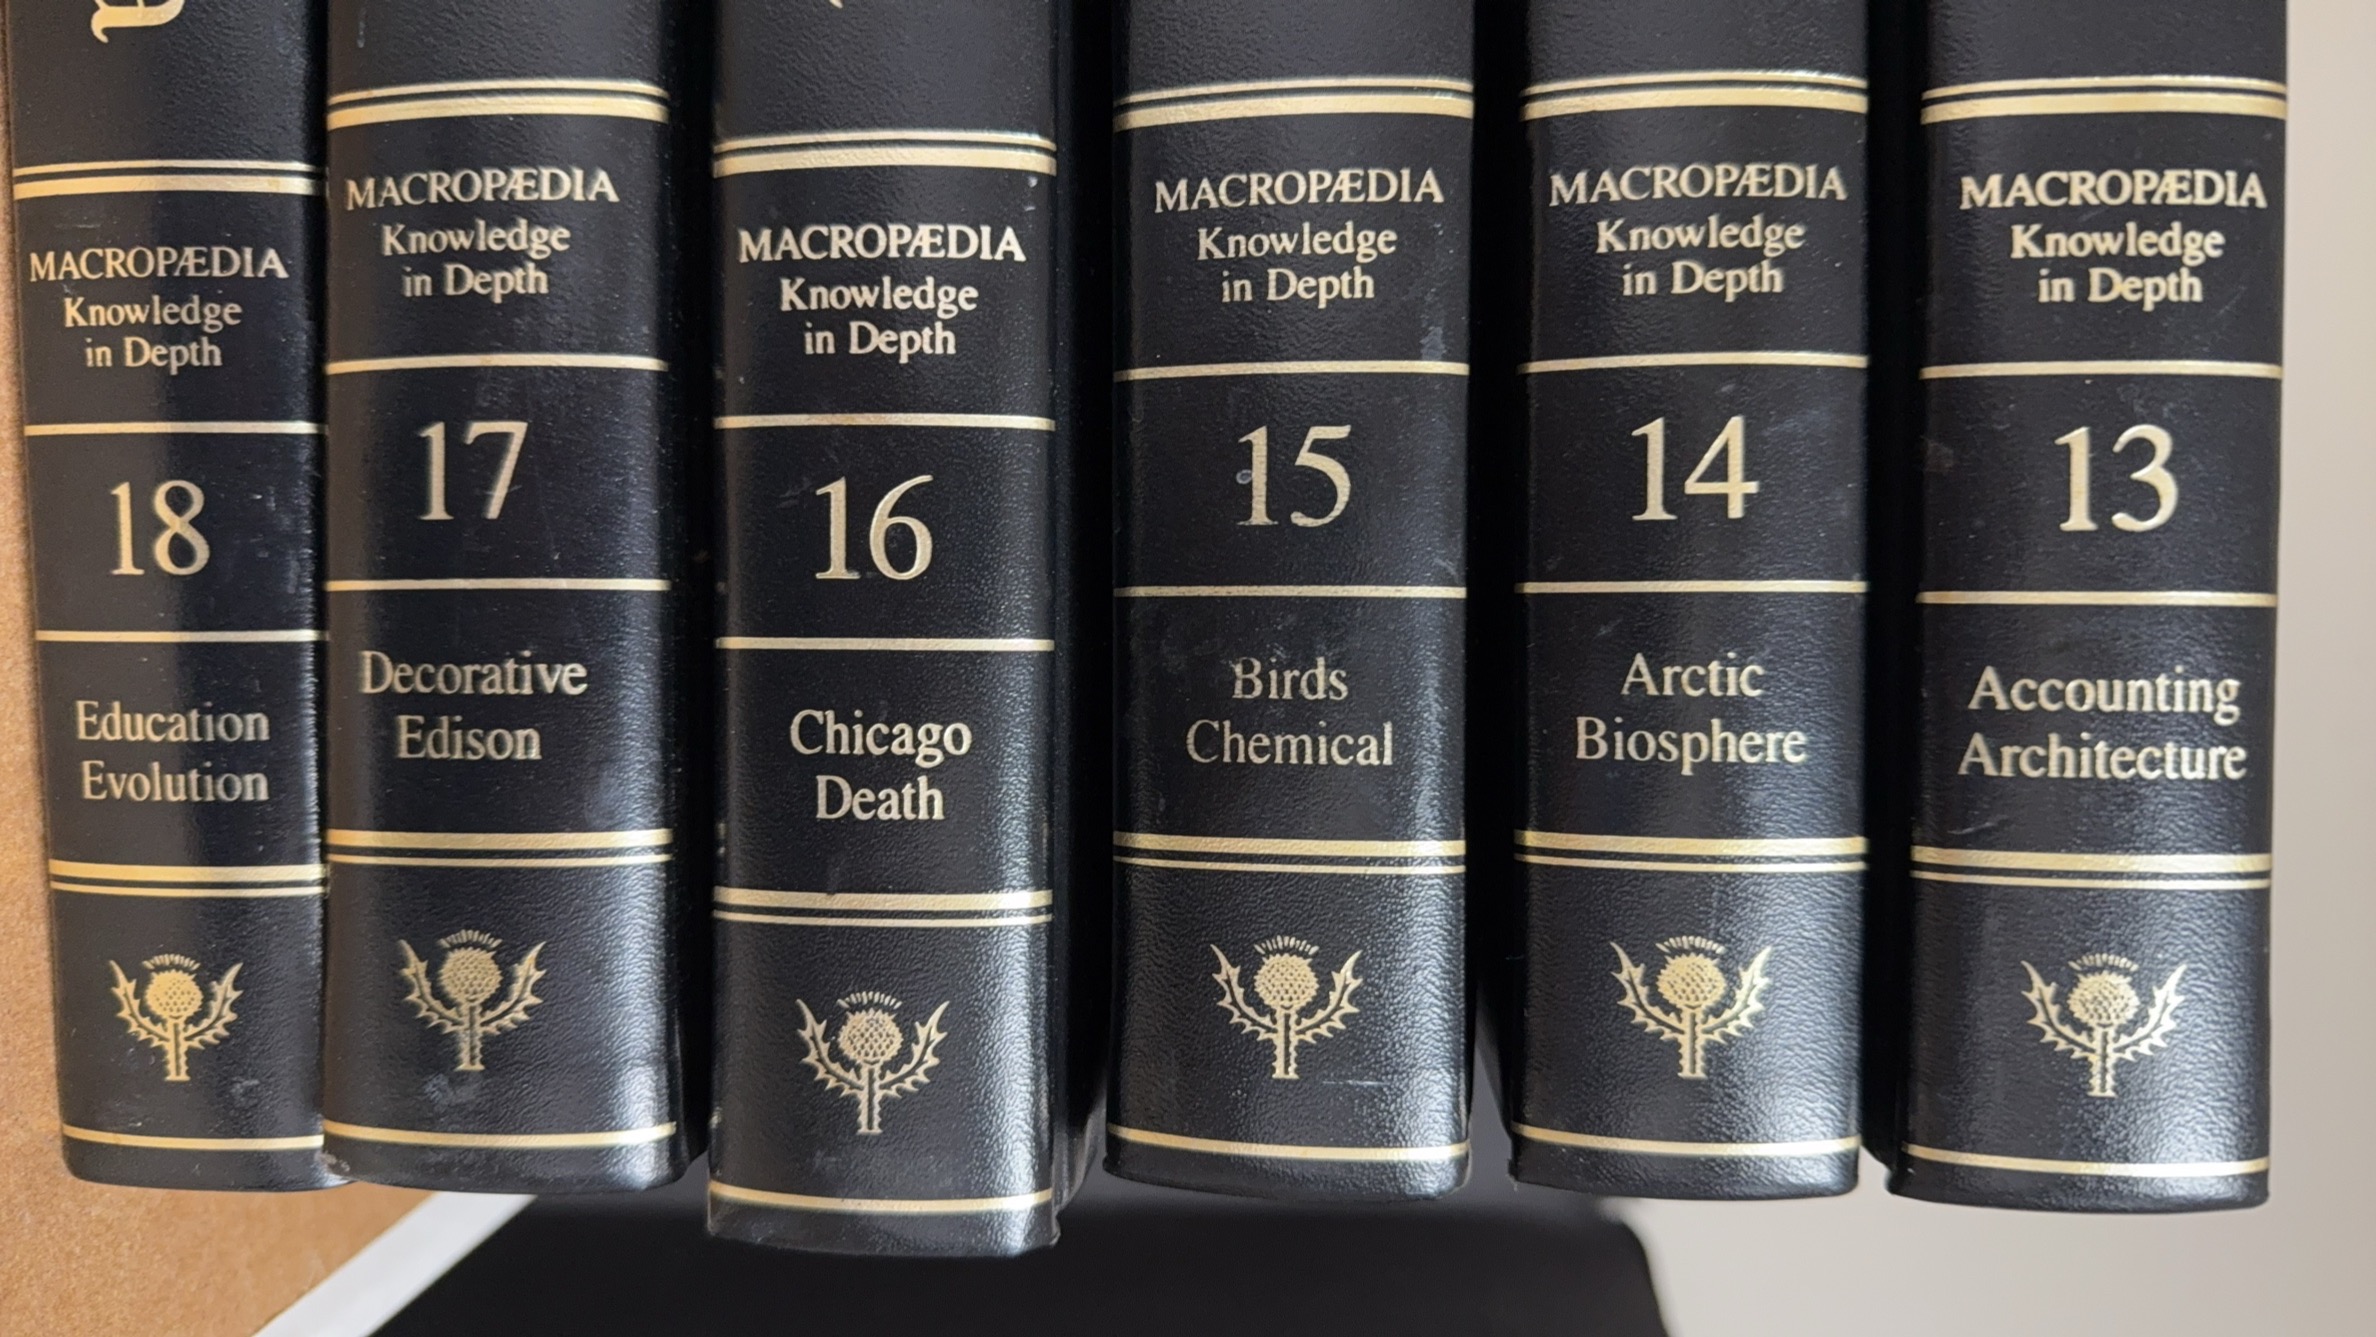 MACROPÆDIA
Knowledge
in Depth
18
Education
Evolution
MACROPÆDIA
Knowledge
in Depth
17
Decorative
Edison
MACROPÆDIA
Knowledge
in Depth
16
Chicago
Death
MACROPÆDIA
Knowledge
in Depth
15
Birds
Chemical
MACROPÆDIA
Knowledge
in Depth
14
Arctic
Biosphere
MACROPÆDIA
Knowledge
in Depth
13
Accounting
Architecture